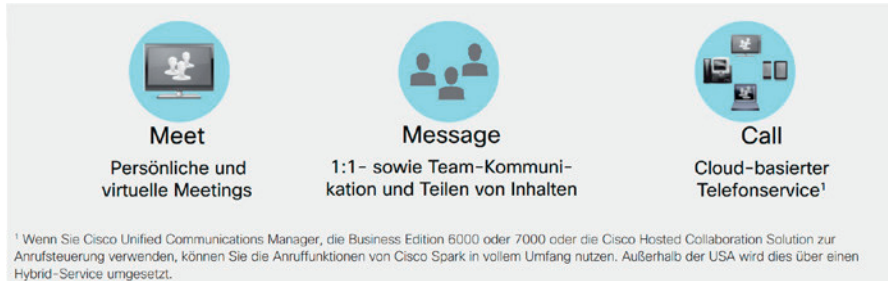 Meet
Persönliche und
virtuelle Meetings
Message
1:1- sowie Team-Kommuni-
kation und Teilen von Inhalten
Call
Cloud-basierter
Telefonservice¹
¹ Wenn Sie Cisco Unified Communications Manager, die Business Edition 6000 oder 7000 oder die Cisco Hosted Collaboration Solution zur
Anrufsteuerung verwenden, können Sie die Anruffunktionen von Cisco Spark in vollem Umfang nutzen. Außerhalb der USA wird dies über einen
Hybrid-Service umgesetzt.